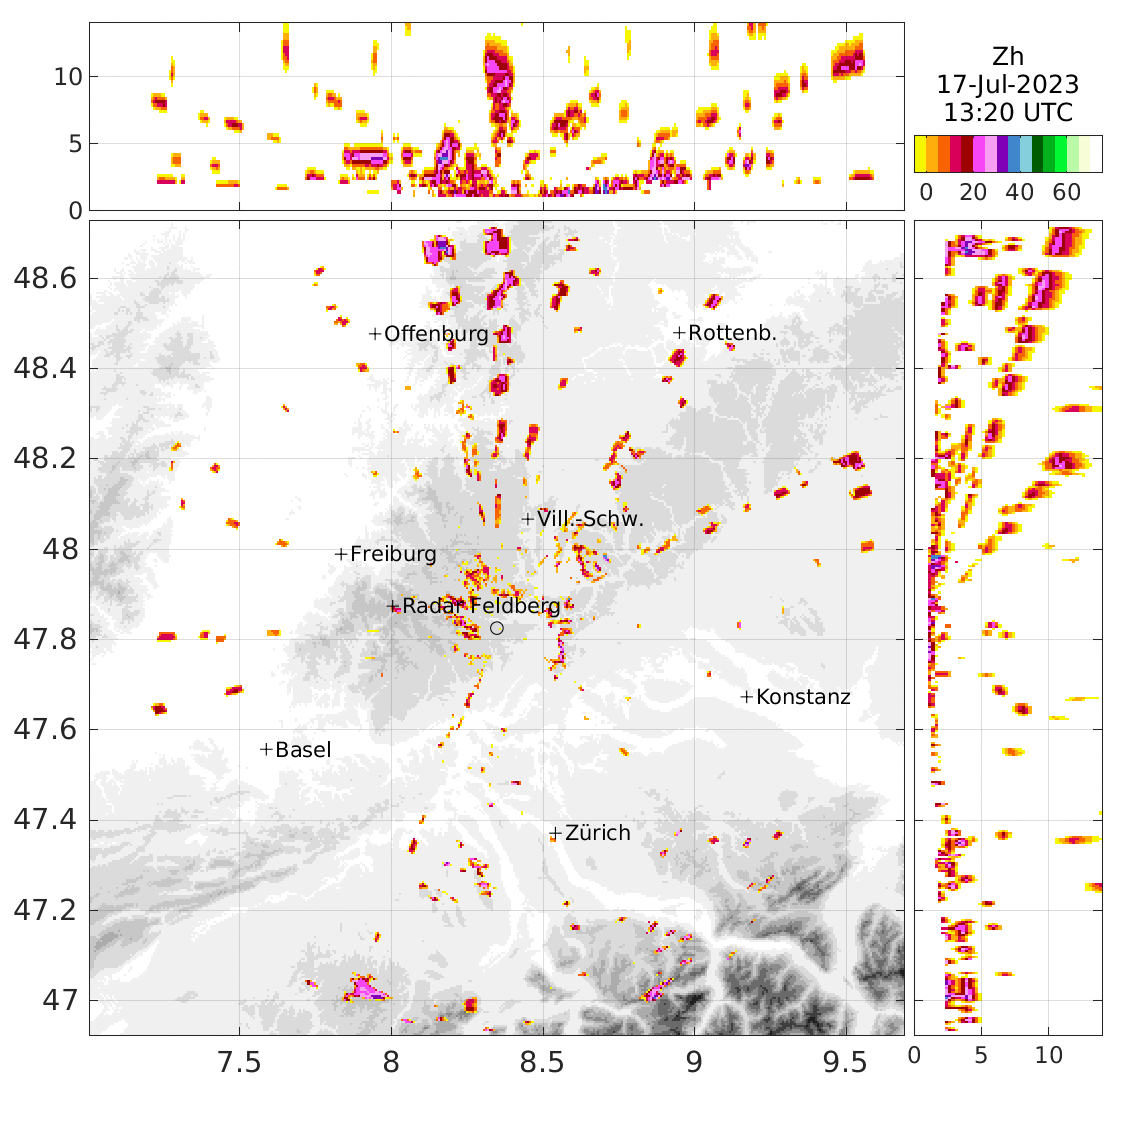 10
5
0
Zh
17-Jul-2023
13:20 UTC
0 20 40 60
48.6
48.4
48.2
48
47.8
47.6
47.4
47.2
47
+Offenburg
+Rottenb.
+Vill.-Schw.
+Freiburg
+Radar Feldberg
+Konstanz
+Basel
+Zürich
7.5 8 8.5 9 9.5
0 5 10